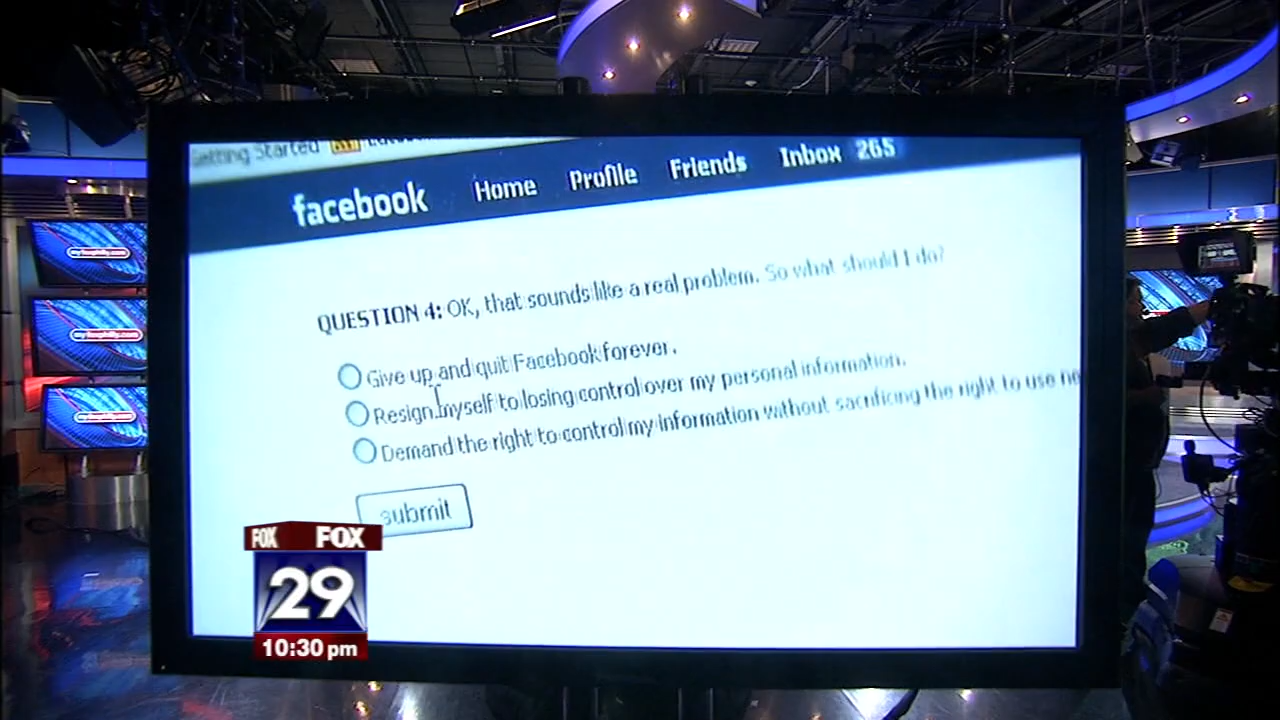 Getting Started
facebook Home Profile Friends Inbox 265
QUESTION 4: OK, that sounds like a real problem. So what should I do?
Give up and quit Facebook forever.
Resign myself to losing control over my personal information.
Demand the right to control my information without sacrificing the right to use
submit
FOX FOX
29
10:30 pm